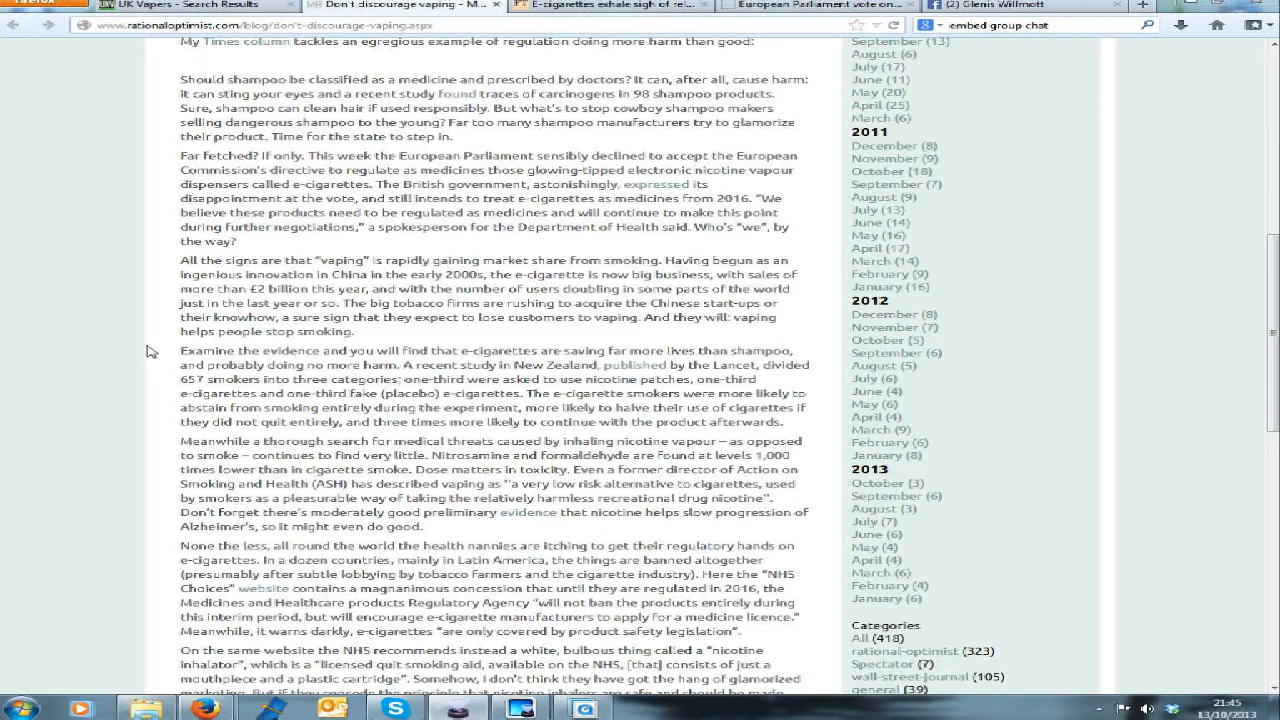 UK Vapers - Search Results
Don't discourage vaping - M...
E-cigarettes exhale sigh of rel...
European Parliament vote on...
(2) Glenis Willmott
www.rationaloptimist.com/blog/don't-discourage-vaping.aspx
embed group chat
My Times column tackles an egregious example of regulation doing more harm than good:
Should shampoo be classified as a medicine and prescribed by doctors? It can, after all, cause harm:
it can sting your eyes and a recent study found traces of carcinogens in 98 shampoo products.
Sure, shampoo can clean hair if used responsibly. But what's to stop cowboy shampoo makers
selling dangerous shampoo to the young? Far too many shampoo manufacturers try to glamorize
their product. Time for the state to step in.
Far fetched? If only. This week the European Parliament sensibly declined to accept the European
Commission's directive to regulate as medicines those glowing-tipped electronic nicotine vapour
dispensers called e-cigarettes. The British government, astonishingly, expressed its
disappointment at the vote, and still intends to treat e-cigarettes as medicines from 2016. "We
believe these products need to be regulated as medicines and will continue to make this point
during further negotiations," a spokesperson for the Department of Health said. Who's "we", by
the way?
All the signs are that "vaping" is rapidly gaining market share from smoking. Having begun as an
ingenious innovation in China in the early 2000s, the e-cigarette is now big business, with sales of
more than £2 billion this year, and with the number of users doubling in some parts of the world
just in the last year or so. The big tobacco firms are rushing to acquire the Chinese start-ups or
their knowhow, a sure sign that they expect to lose customers to vaping. And they will: vaping
helps people stop smoking.
Examine the evidence and you will find that e-cigarettes are saving far more lives than shampoo,
and probably doing no more harm. A recent study in New Zealand, published by the Lancet, divided
657 smokers into three categories; one-third were asked to use nicotine patches, one-third
e-cigarettes and one-third fake (placebo) e-cigarettes. The e-cigarette smokers were more likely to
abstain from smoking entirely during the experiment, more likely to halve their use of cigarettes if
they did not quit entirely, and three times more likely to continue with the product afterwards.
Meanwhile a thorough search for medical threats caused by inhaling nicotine vapour – as opposed
to smoke – continues to find very little. Nitrosamine and formaldehyde are found at levels 1,000
times lower than in cigarette smoke. Dose matters in toxicity. Even a former director of Action on
Smoking and Health (ASH) has described vaping as "a very low risk alternative to cigarettes, used
by smokers as a pleasurable way of taking the relatively harmless recreational drug nicotine".
Don't forget there's moderately good preliminary evidence that nicotine helps slow progression of
Alzheimer's, so it might even do good.
None the less, all round the world the health nannies are itching to get their regulatory hands on
e-cigarettes. In a dozen countries, mainly in Latin America, the things are banned altogether
(presumably after subtle lobbying by tobacco farmers and the cigarette industry). Here the "NHS
Choices" website contains a magnanimous concession that until they are regulated in 2016, the
Medicines and Healthcare products Regulatory Agency "will not ban the products entirely during
this interim period, but will encourage e-cigarette manufacturers to apply for a medicine licence."
Meanwhile, it warns darkly, e-cigarettes "are only covered by product safety legislation".
On the same website the NHS recommends instead a white, bulbous thing called a "nicotine
inhalator", which is a "licensed quit smoking aid, available on the NHS, [that] consists of just a
mouthpiece and a plastic cartridge". Somehow, I don't think they have got the hang of glamorized
September (13)
August (6)
July (17)
June (11)
May (20)
April (25)
March (6)
2011
December (8)
November (9)
October (18)
September (7)
August (9)
July (13)
June (14)
May (16)
April (17)
March (14)
February (9)
January (16)
2012
December (8)
November (7)
October (5)
September (6)
August (5)
July (6)
June (4)
May (6)
April (4)
March (9)
February (6)
January (8)
2013
October (3)
September (6)
August (3)
July (7)
June (6)
May (4)
April (4)
March (6)
February (4)
January (6)
Categories
All (418)
rational-optimist (323)
Spectator (7)
wall-street-journal (105)
general (39)
21:45
13/10/2013